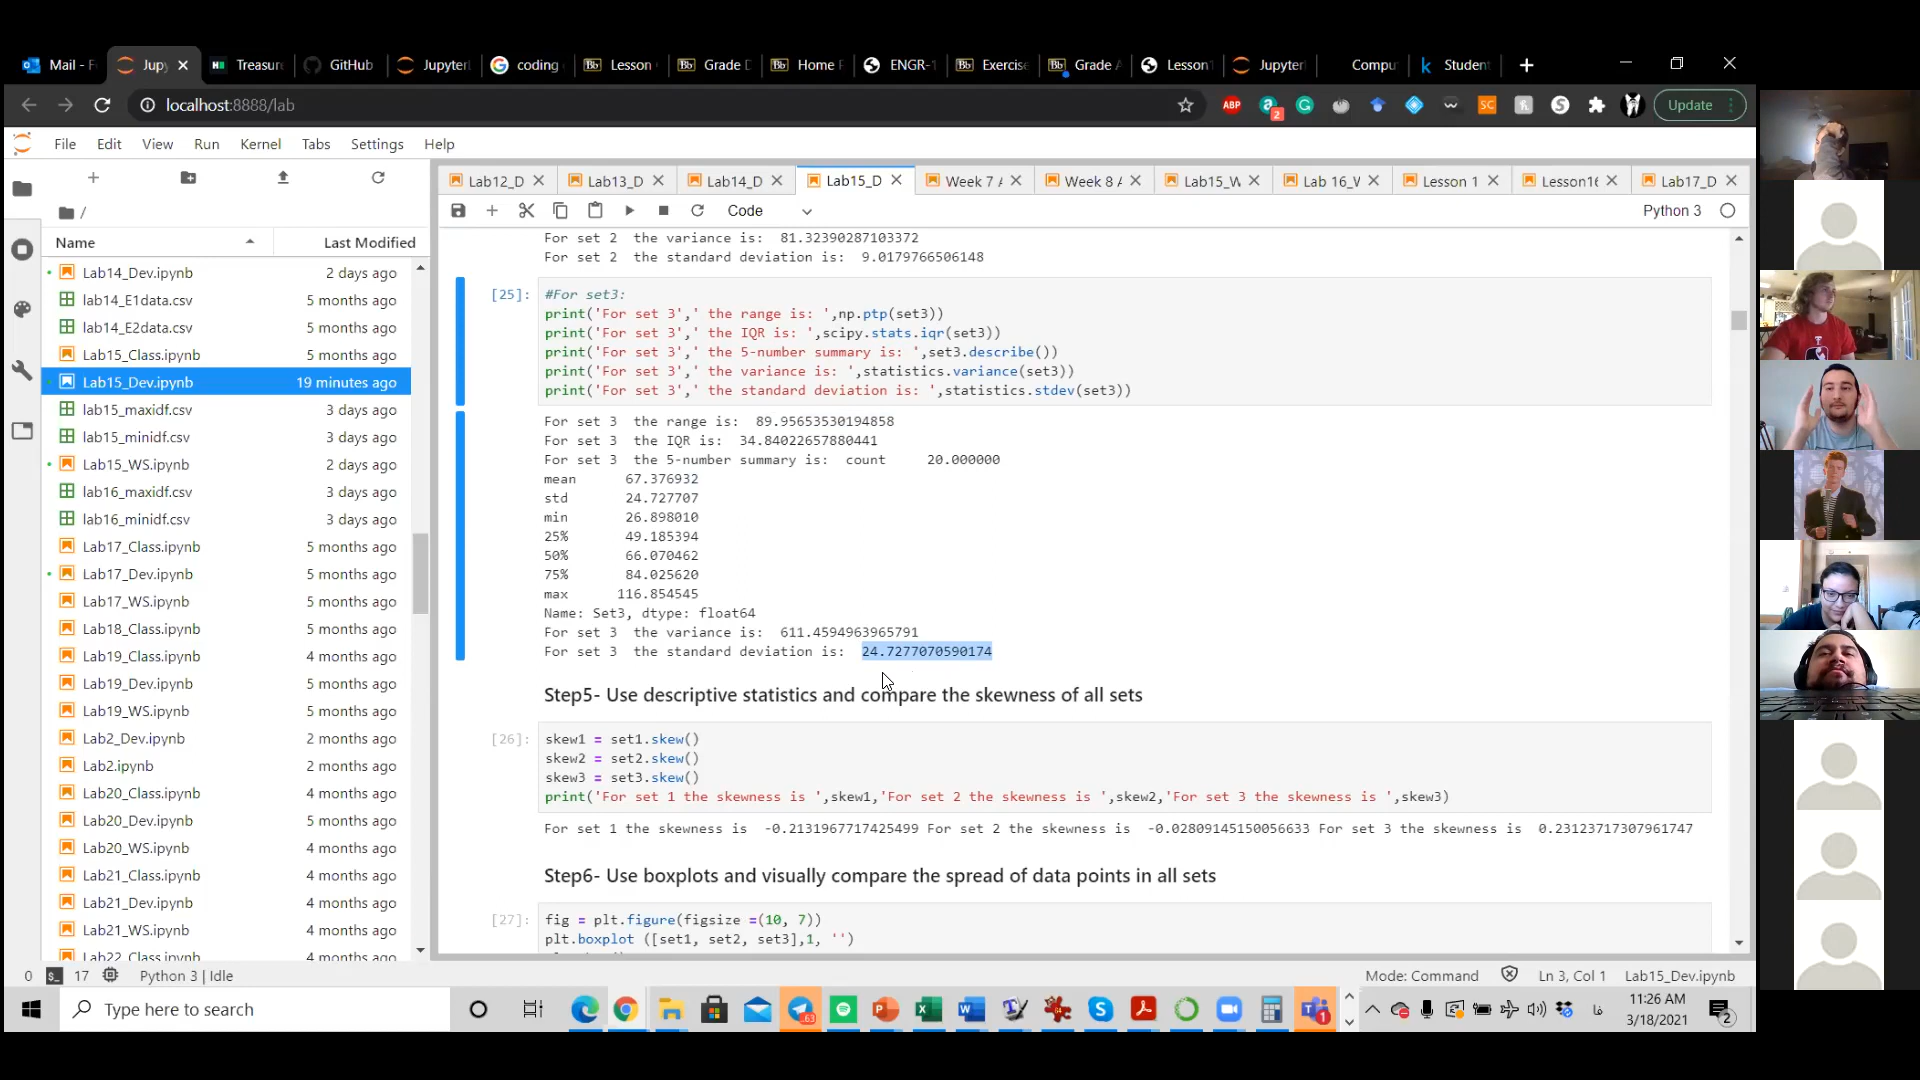 Mail - F
Jupy
Treasur
GitHub
Jupyter
coding
Lesson
Grade D
Home P
ENGR-1
Exercise
Grade A
Lesson1
Jupyter
Compu
Student
localhost:8888/lab
ABP
2
SC
Update
File
Edit
View
Run
Kernel
Tabs
Settings
Help
Lab12_D
Lab13_D
Lab14_D
Lab15_D
Week 7 A
Week 8 A
Lab15_W
Lab 16_W
Lesson 1
Lesson16
Lab17_D
Code
Python 3
/
Name
Last Modified
Lab14_Dev.ipynb 2 days ago
lab14_E1data.csv 5 months ago
lab14_E2data.csv 5 months ago
Lab15_Class.ipynb 5 months ago
Lab15_Dev.ipynb 19 minutes ago
lab15_maxidf.csv 3 days ago
lab15_minidf.csv 3 days ago
Lab15_WS.ipynb 2 days ago
lab16_maxidf.csv 3 days ago
lab16_minidf.csv 3 days ago
Lab17_Class.ipynb 5 months ago
Lab17_Dev.ipynb 5 months ago
Lab17_WS.ipynb 5 months ago
Lab18_Class.ipynb 5 months ago
Lab19_Class.ipynb 4 months ago
Lab19_Dev.ipynb 5 months ago
Lab19_WS.ipynb 5 months ago
Lab2_Dev.ipynb 2 months ago
Lab2.ipynb 2 months ago
Lab20_Class.ipynb 4 months ago
Lab20_Dev.ipynb 5 months ago
Lab20_WS.ipynb 4 months ago
Lab21_Class.ipynb 4 months ago
Lab21_Dev.ipynb 5 months ago
Lab21_WS.ipynb 4 months ago
Lab22_Class.ipynb 4 months ago
For set 2  the variance is:  81.32390287103372
For set 2  the standard deviation is:  9.0179766506148
[25]:
#For set3:
print('For set 3',' the range is: ',np.ptp(set3))
print('For set 3',' the IQR is: ',scipy.stats.iqr(set3))
print('For set 3',' the 5-number summary is: ',set3.describe())
print('For set 3',' the variance is: ',statistics.variance(set3))
print('For set 3',' the standard deviation is: ',statistics.stdev(set3))
For set 3  the range is:  89.95653530194858
For set 3  the IQR is:  34.84022657880441
For set 3  the 5-number summary is:  count     20.000000
mean      67.376932
std       24.727707
min       26.898010
25%       49.185394
50%       66.070462
75%       84.025620
max      116.854545
Name: Set3, dtype: float64
For set 3  the variance is:  611.4594963965791
For set 3  the standard deviation is:  24.7277070590174
Step5- Use descriptive statistics and compare the skewness of all sets
[26]:
skew1 = set1.skew()
skew2 = set2.skew()
skew3 = set3.skew()
print('For set 1 the skewness is ',skew1,'For set 2 the skewness is ',skew2,'For set 3 the skewness is ',skew3)
For set 1 the skewness is  -0.2131967717425499 For set 2 the skewness is  -0.02809145150056633 For set 3 the skewness is  0.23123717307961747
Step6- Use boxplots and visually compare the spread of data points in all sets
[27]:
fig = plt.figure(figsize =(10, 7))
plt.boxplot ([set1, set2, set3],1, '')
0
17
Python 3 | Idle
Mode: Command
Ln 3, Col 1
Lab15_Dev.ipynb
Type here to search
63
1
11:26 AM
3/18/2021
2